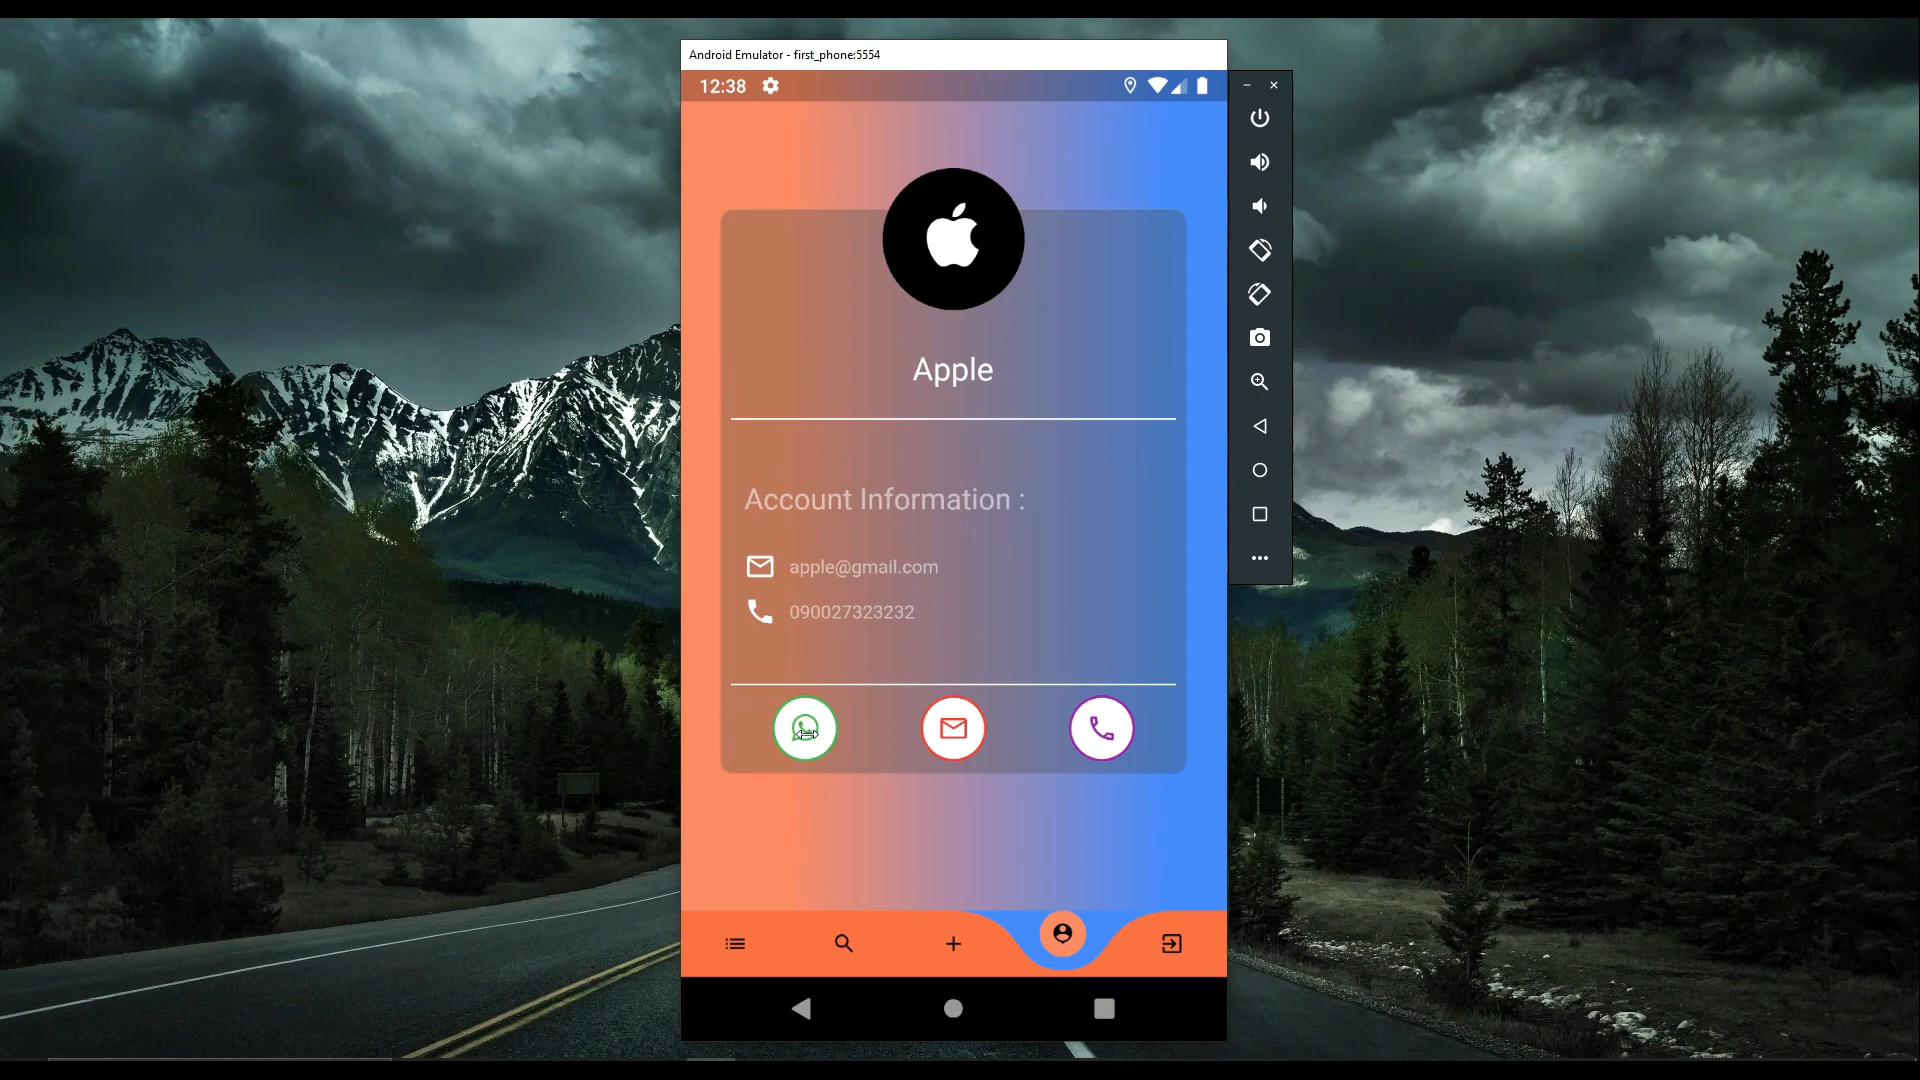 Android Emulator - first_phone:5554
12:38
Apple
Account Information :
apple@gmail.com
090027323232